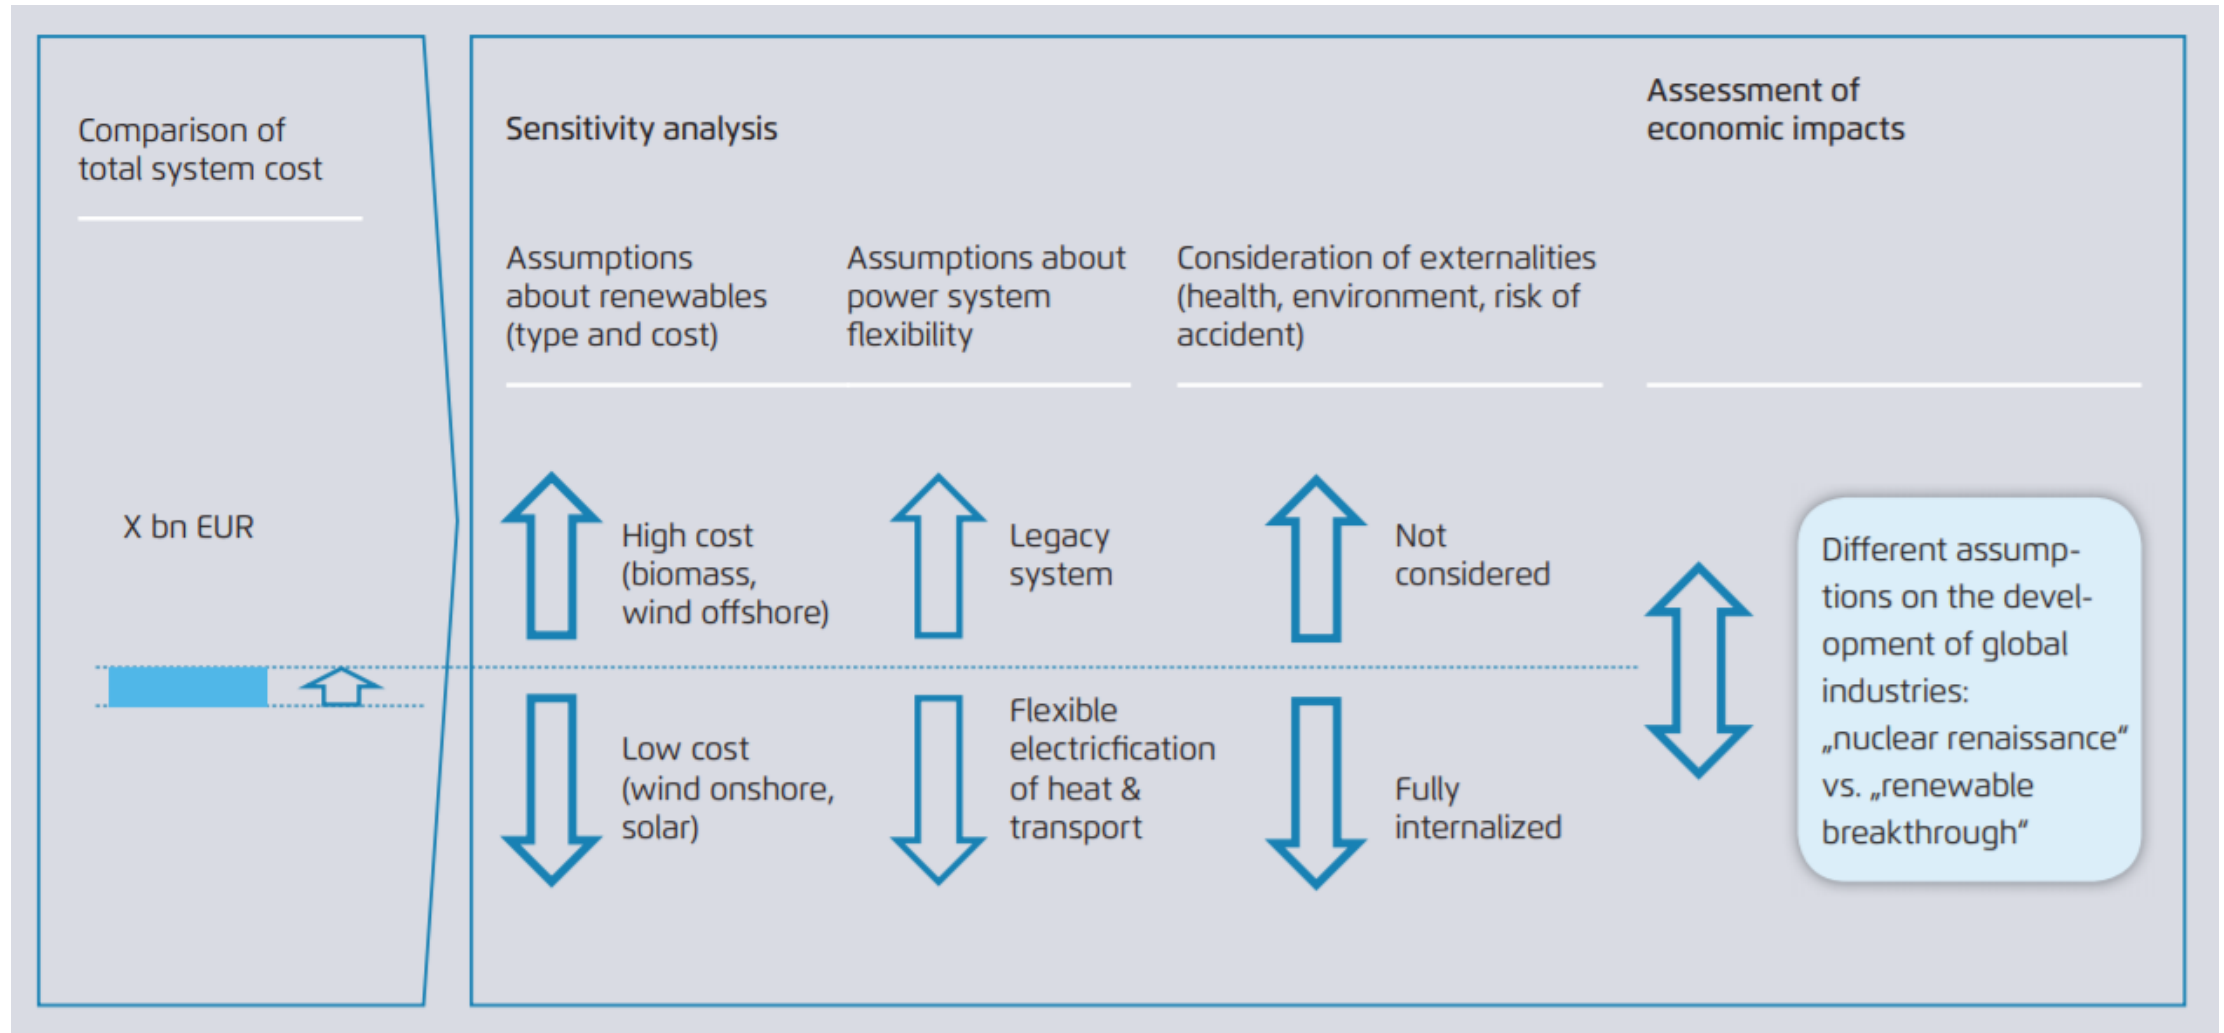 Comparison of
total system cost
X bn EUR
Sensitivity analysis
Assumptions
about renewables
(type and cost)
High cost
(biomass,
wind offshore)
Low cost
(wind onshore,
solar)
Assumptions about
power system
flexibility
Legacy
system
Flexible
electricfication
of heat &
transport
Consideration of externalities
(health, environment, risk of
accident)
Not
considered
Fully
internalized
Assessment of
economic impacts
Different assump-
tions on the devel-
opment of global
industries:
„nuclear renaissance“
vs. „renewable
breakthrough“